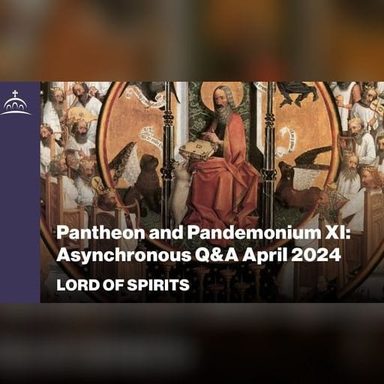 Pantheon and Pandemonium XI:
Asynchronous Q&A April 2024
LORD OF SPIRITS